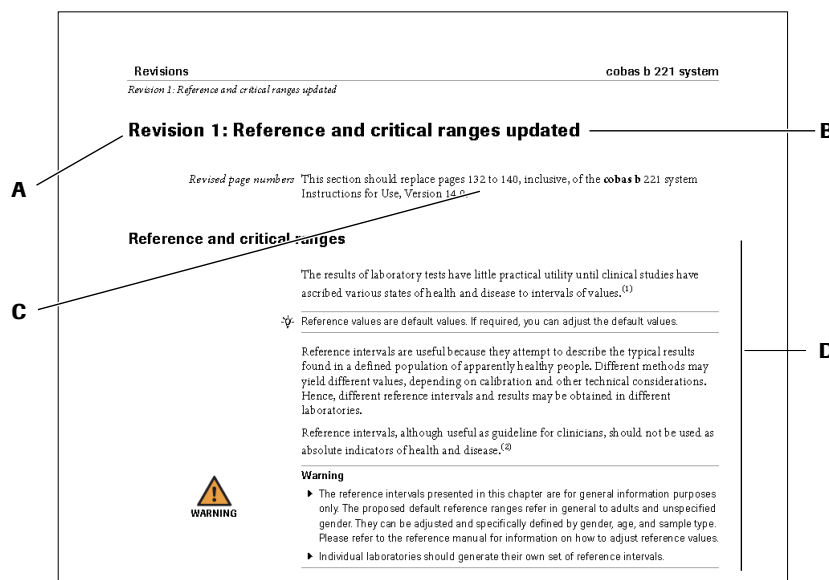 Revisions cobas b 221 system
Revision 1: Reference and critical ranges updated
Revision 1: Reference and critical ranges updated
B
A
Revised page numbers This section should replace pages 132 to 140, inclusive, of the cobas b 221 system
Instructions for Use, Version 14.0.
Reference and critical ranges
The results of laboratory tests have little practical utility until clinical studies have
ascribed various states of health and disease to intervals of values.(1)
C
Reference values are default values. If required, you can adjust the default values.
D
Reference intervals are useful because they attempt to describe the typical results
found in a defined population of apparently healthy people. Different methods may
yield different values, depending on calibration and other technical considerations.
Hence, different reference intervals and results may be obtained in different
laboratories.
Reference intervals, although useful as guideline for clinicians, should not be used as
absolute indicators of health and disease.(2)
Warning
▶ The reference intervals presented in this chapter are for general information purposes
only. The proposed default reference ranges refer in general to adults and unspecified
WARNING
gender. They can be adjusted and specifically defined by gender, age, and sample type.
Please refer to the reference manual for information on how to adjust reference values.
▶ Individual laboratories should generate their own set of reference intervals.